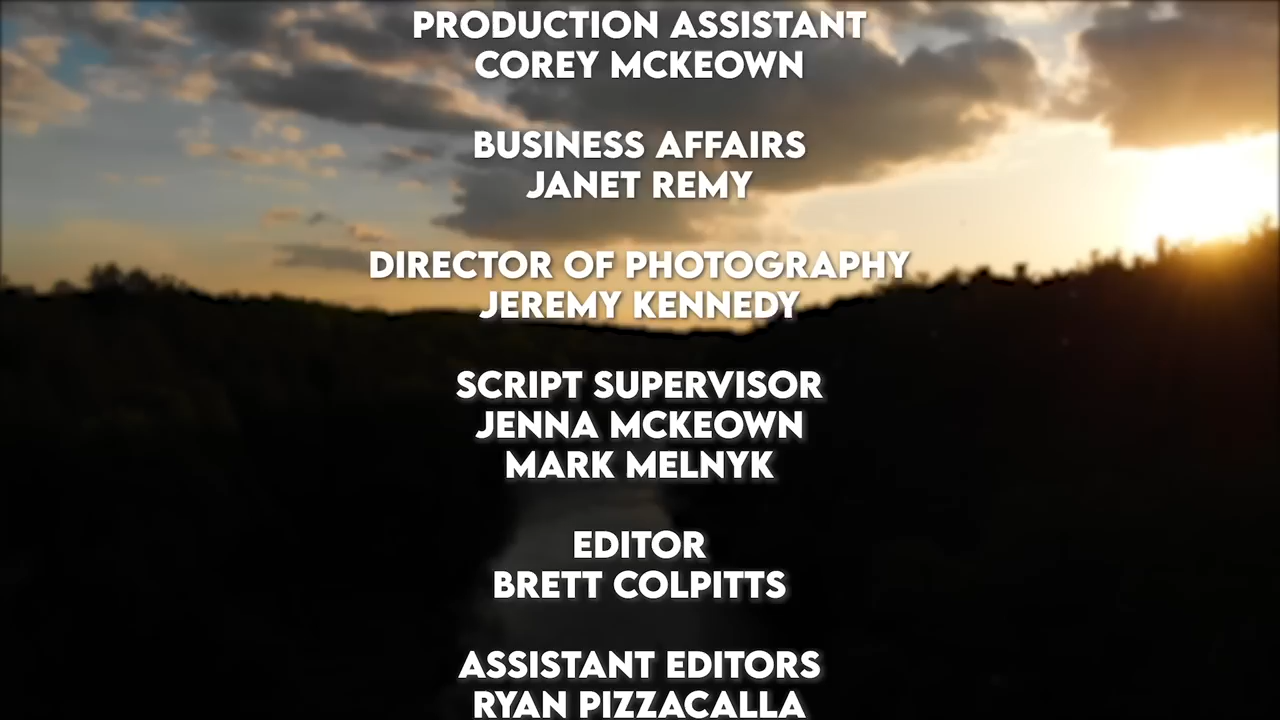 PRODUCTION ASSISTANT
COREY MCKEOWN
BUSINESS AFFAIRS
JANET REMY
DIRECTOR OF PHOTOGRAPHY
JEREMY KENNEDY
SCRIPT SUPERVISOR
JENNA MCKEOWN
MARK MELNYK
EDITOR
BRETT COLPITTS
ASSISTANT EDITORS
RYAN PIZZACALLA